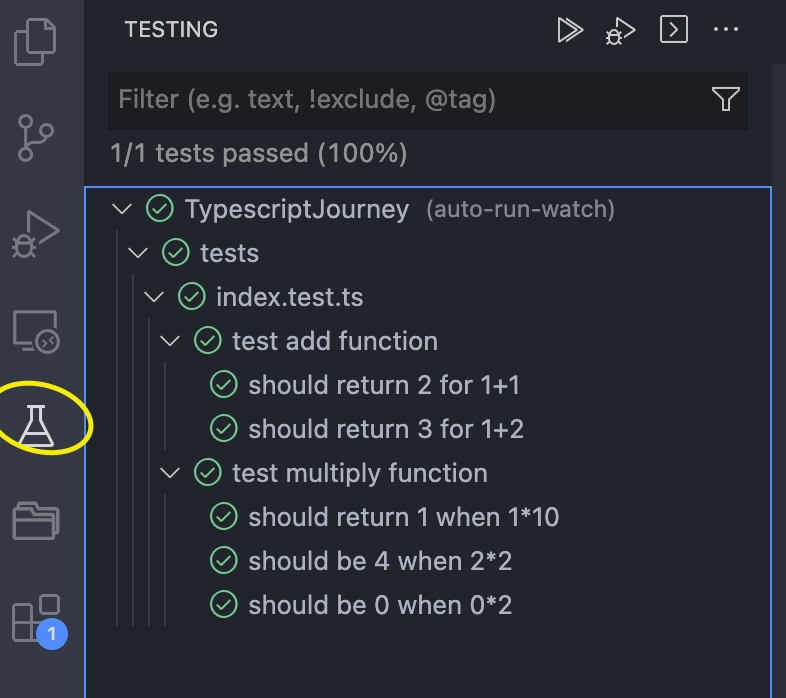 TESTING
Filter (e.g. text, !exclude, @tag)
1/1 tests passed (100%)
TypescriptJourney (auto-run-watch)
tests
index.test.ts
test add function
should return 2 for 1+1
should return 3 for 1+2
test multiply function
should return 1 when 1*10
should be 4 when 2*2
should be 0 when 0*2
1